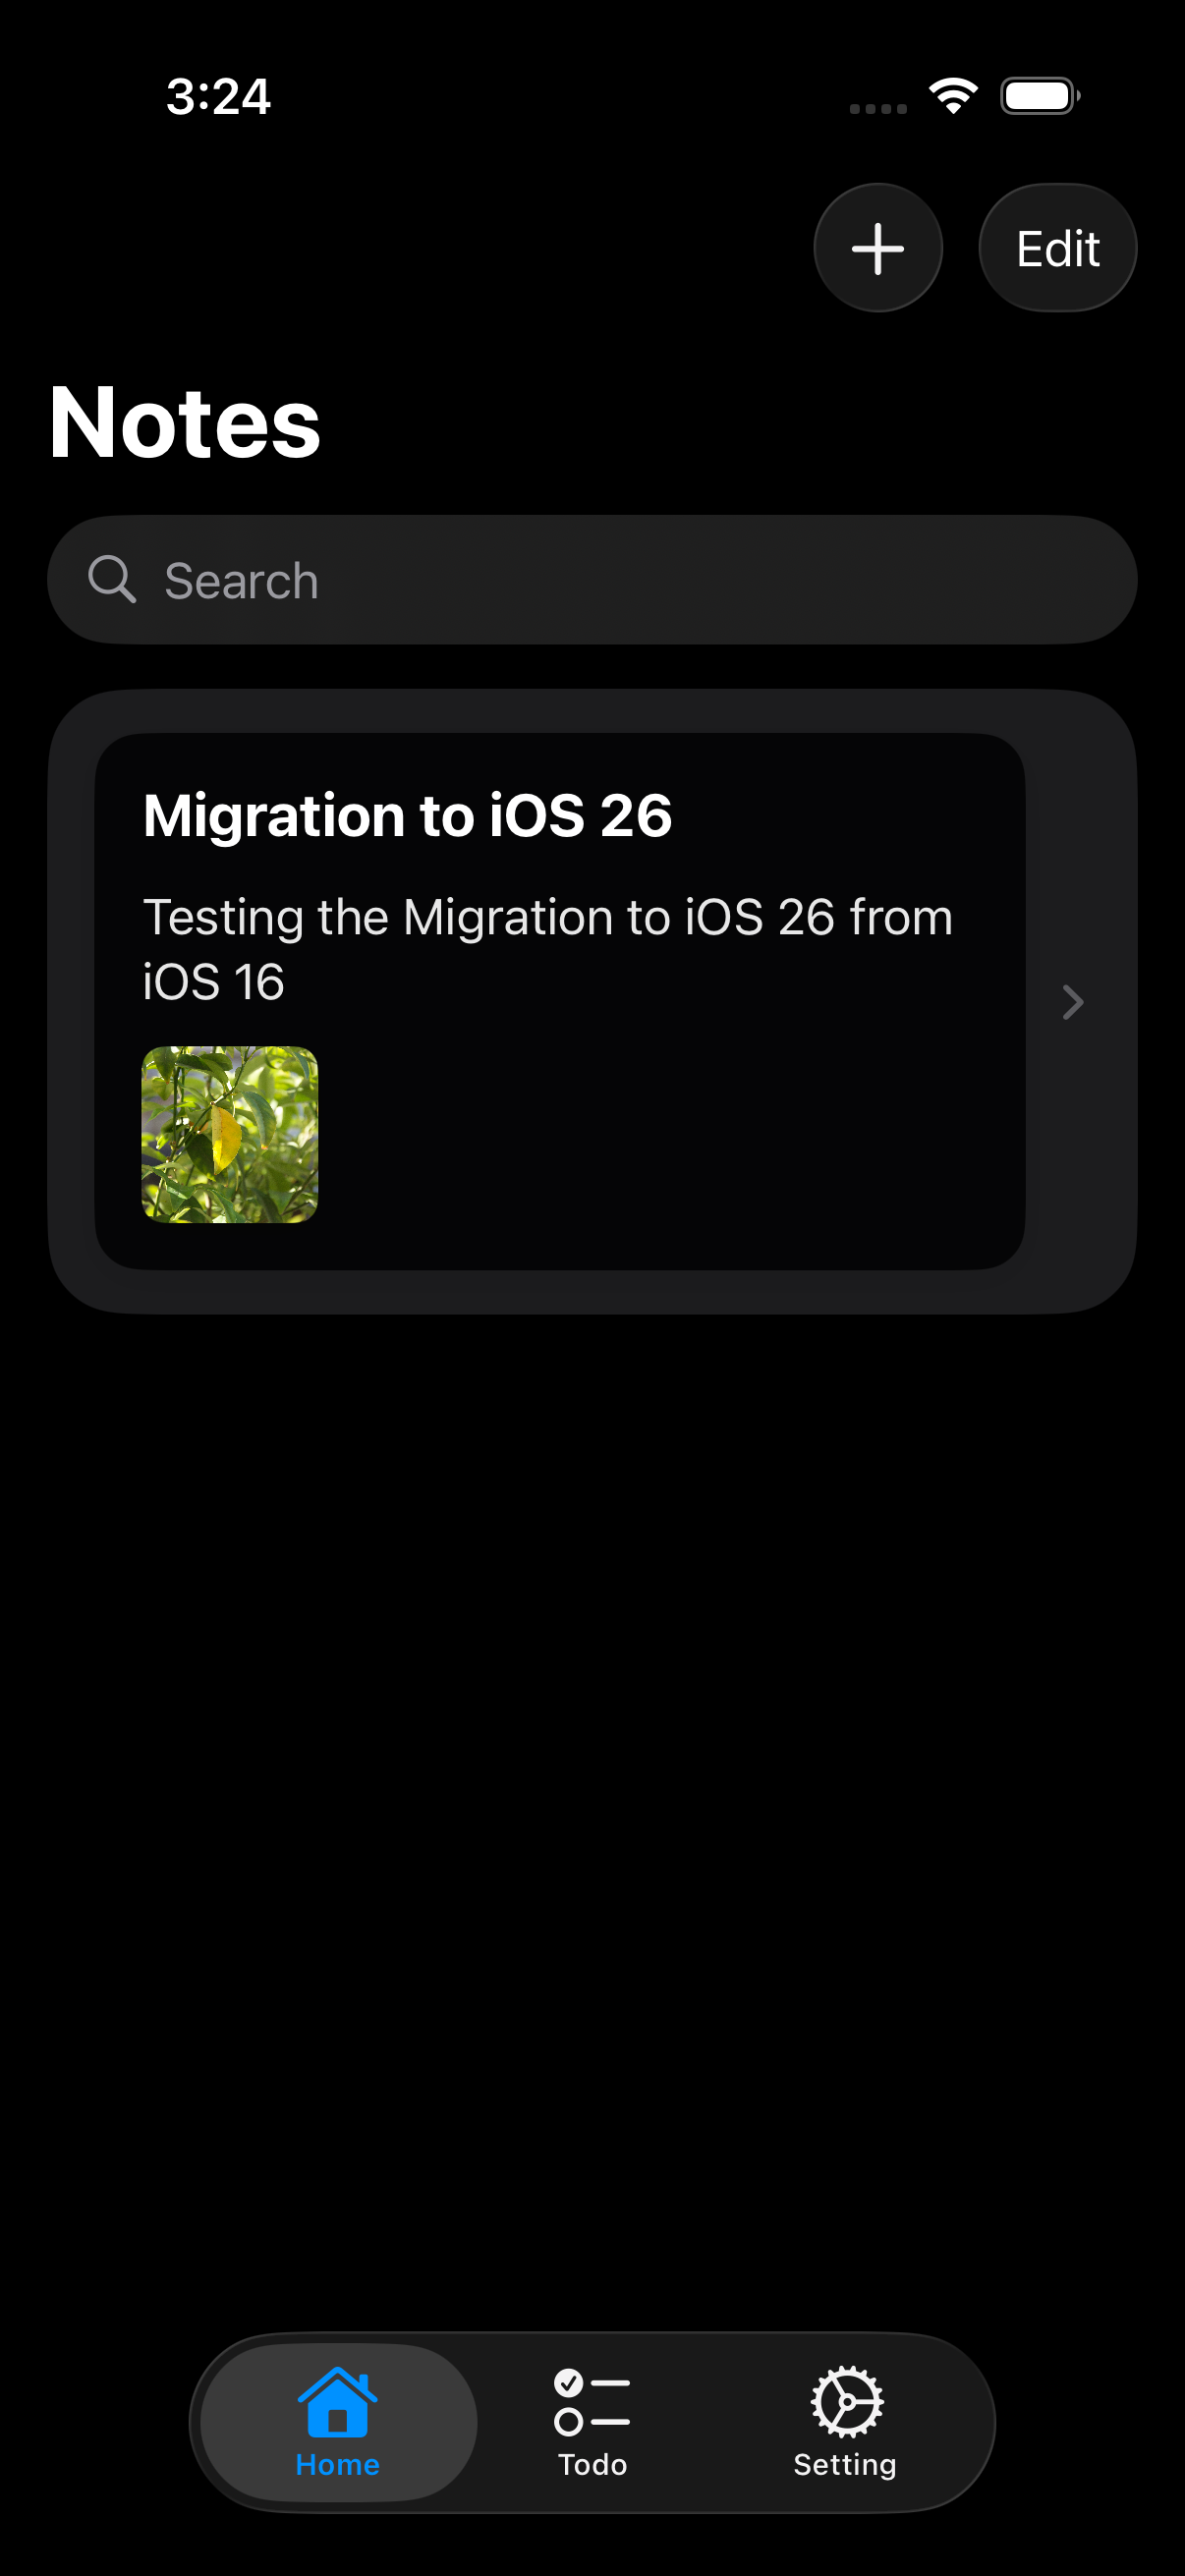 3:24
Edit
Notes
Search
Migration to iOS 26
Testing the Migration to iOS 26 from
iOS 16
Home
Todo
Setting